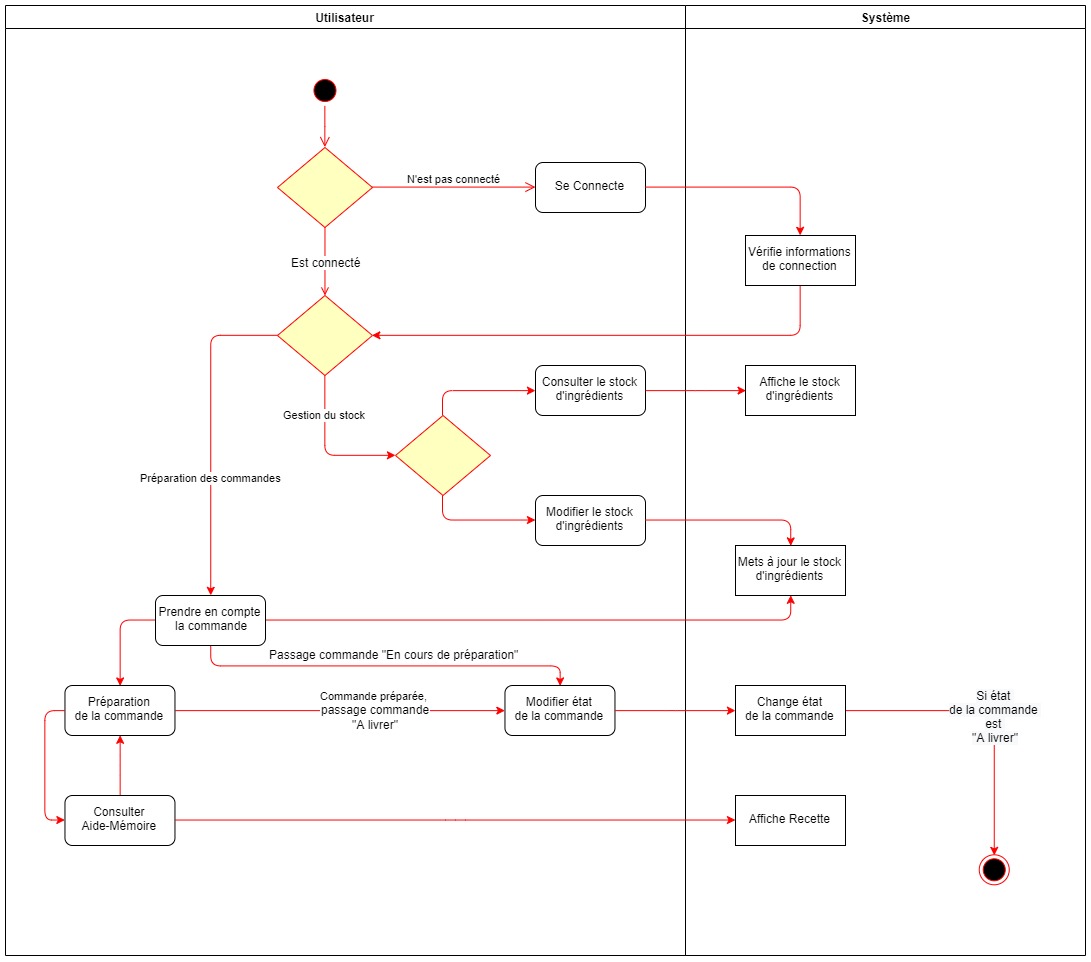 Utilisateur
Système
N'est pas connecté
Se Connecte
Est connecté
Vérifie informations
de connection
Consulter le stock
d'ingrédients
Affiche le stock
d'ingrédients
Gestion du stock
Préparation des commandes
Modifier le stock
d'ingrédients
Mets à jour le stock
d'ingrédients
Prendre en compte
la commande
Passage commande "En cours de préparation"
Préparation
de la commande
Commande préparée,
passage commande
"A livrer"
Modifier état
de la commande
Change état
de la commande
Si état
de la commande
est
"A livrer"
Consulter
Aide-Mémoire
Affiche Recette